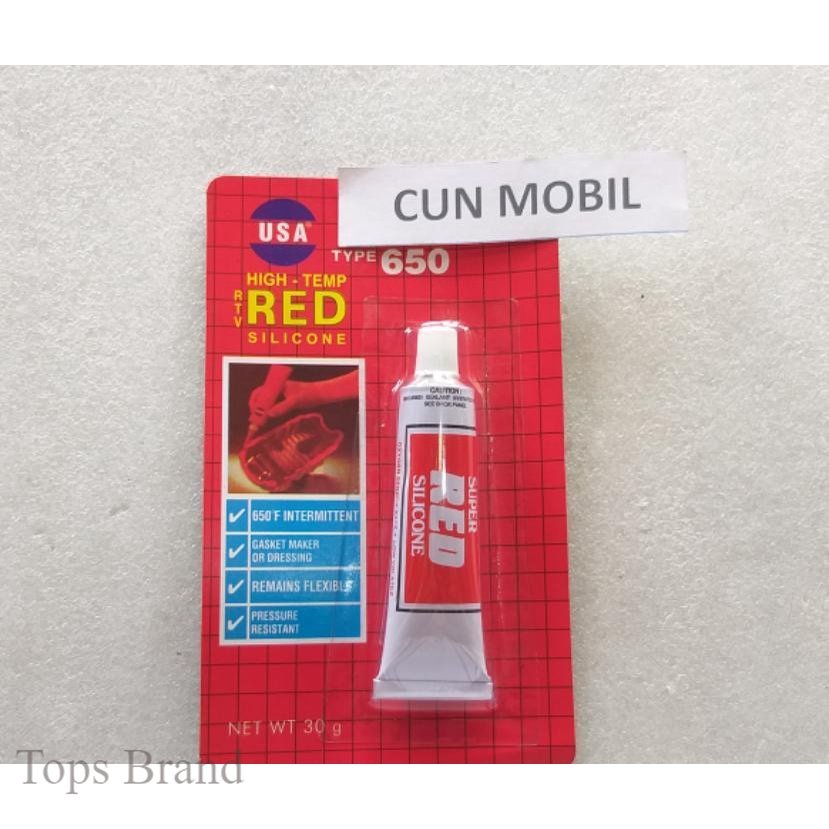 CUN MOBIL
USA
TYPE 650
HIGH - TEMP
RTV
RED
SILICONE
CAUTION:
SUPER
RED
SILICONE
650°F INTERMITTENT
GASKET MAKER
OR DRESSING
REMAINS FLEXIBLE
PRESSURE
RESISTANT
NET WT 30 g
Tops Brand